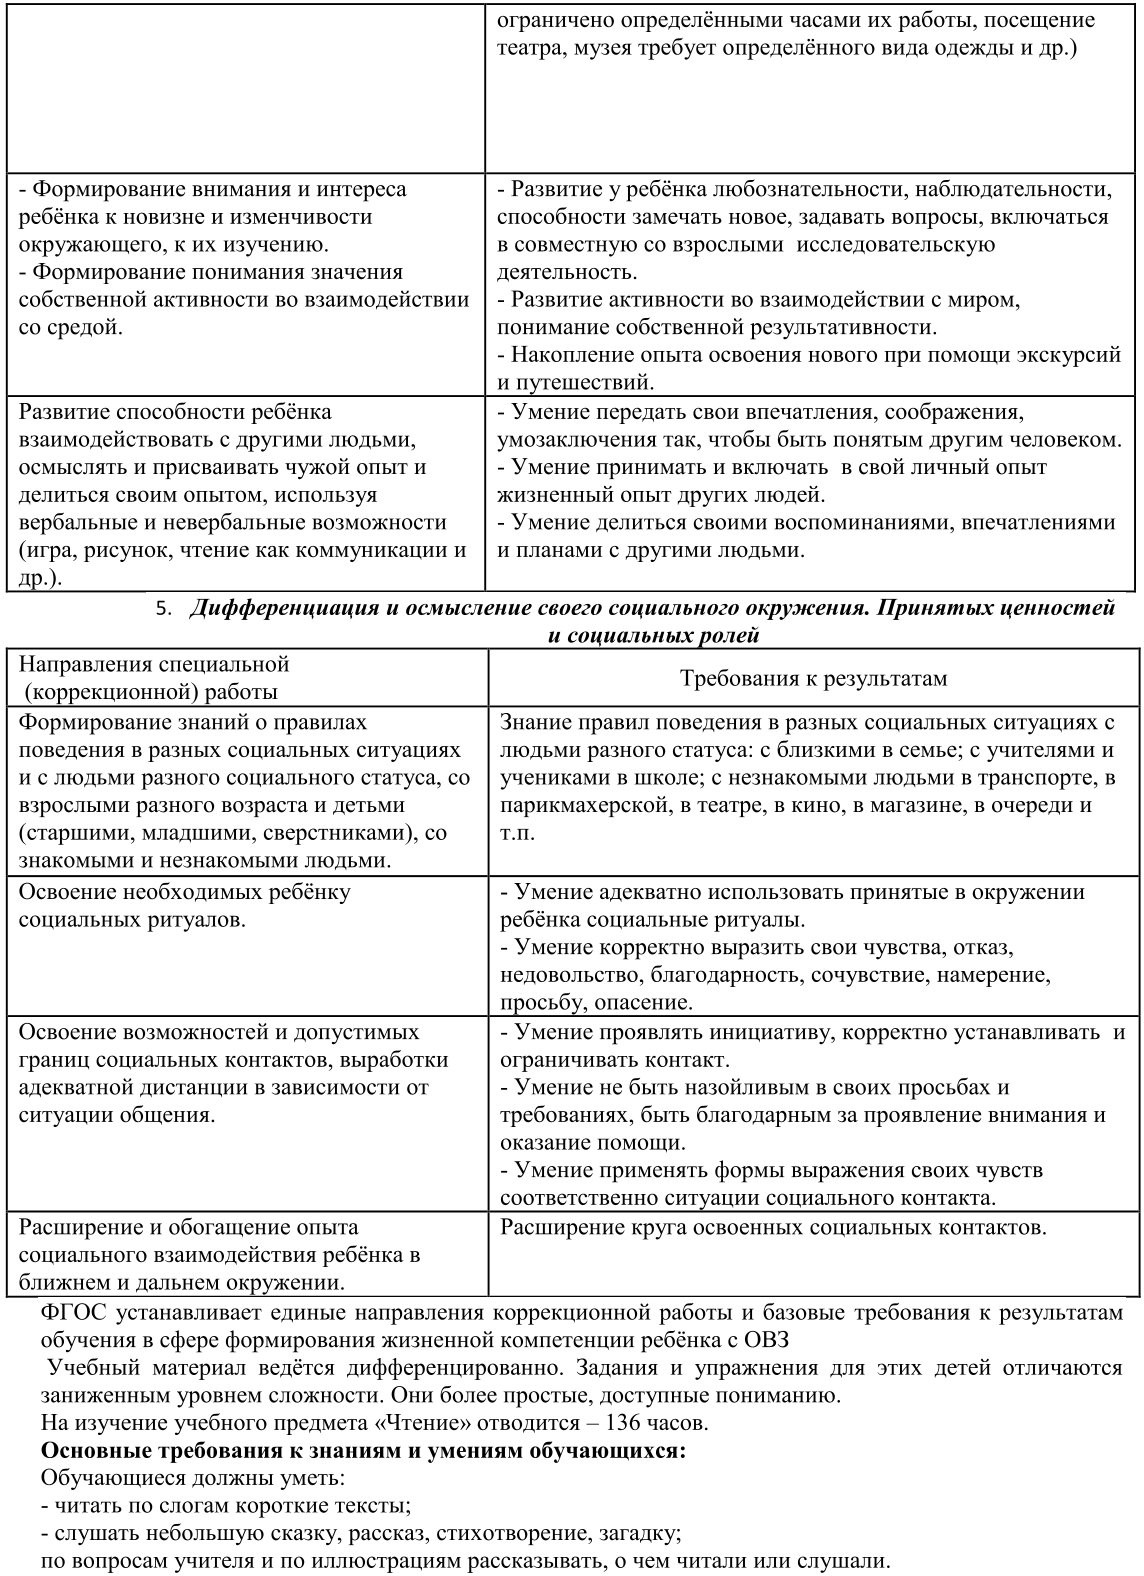 ограничено определёнными часами их работы, посещение
театра, музея требует определённого вида одежды и др.)
- Формирование внимания и интереса
ребёнка к новизне и изменчивости
окружающего, к их изучению.
- Формирование понимания значения
собственной активности во взаимодействии
со средой.
- Развитие у ребёнка любознательности, наблюдательности,
способности замечать новое, задавать вопросы, включаться
в совместную со взрослыми  исследовательскую
деятельность.
- Развитие активности во взаимодействии с миром,
понимание собственной результативности.
- Накопление опыта освоения нового при помощи экскурсий
и путешествий.
Развитие способности ребёнка
взаимодействовать с другими людьми,
осмыслять и присваивать чужой опыт и
делиться своим опытом, используя
вербальные и невербальные возможности
(игра, рисунок, чтение как коммуникации и
др.).
- Умение передать свои впечатления, соображения,
умозаключения так, чтобы быть понятым другим человеком.
- Умение принимать и включать  в свой личный опыт
жизненный опыт других людей.
- Умение делиться своими воспоминаниями, впечатлениями
и планами с другими людьми.
5. Дифференциация и осмысление своего социального окружения. Принятых ценностей
и социальных ролей
Направления специальной
(коррекционной) работы
Требования к результатам
Формирование знаний о правилах
поведения в разных социальных ситуациях
и с людьми разного социального статуса, со
взрослыми разного возраста и детьми
(старшими, младшими, сверстниками), со
знакомыми и незнакомыми людьми.
Знание правил поведения в разных социальных ситуациях с
людьми разного статуса: с близкими в семье; с учителями и
учениками в школе; с незнакомыми людьми в транспорте, в
парикмахерской, в театре, в кино, в магазине, в очереди и
т.п.
Освоение необходимых ребёнку
социальных ритуалов.
- Умение адекватно использовать принятые в окружении
ребёнка социальные ритуалы.
- Умение корректно выразить свои чувства, отказ,
недовольство, благодарность, сочувствие, намерение,
просьбу, опасение.
Освоение возможностей и допустимых
границ социальных контактов, выработки
адекватной дистанции в зависимости от
ситуации общения.
- Умение проявлять инициативу, корректно устанавливать  и
ограничивать контакт.
- Умение не быть назойливым в своих просьбах и
требованиях, быть благодарным за проявление внимания и
оказание помощи.
- Умение применять формы выражения своих чувств
соответственно ситуации социального контакта.
Расширение и обогащение опыта
социального взаимодействия ребёнка в
ближнем и дальнем окружении.
Расширение круга освоенных социальных контактов.
ФГОС устанавливает единые направления коррекционной работы и базовые требования к результатам
обучения в сфере формирования жизненной компетенции ребёнка с ОВЗ
Учебный материал ведётся дифференцированно. Задания и упражнения для этих детей отличаются
заниженным уровнем сложности. Они более простые, доступные пониманию.
На изучение учебного предмета «Чтение» отводится – 136 часов.
Основные требования к знаниям и умениям обучающихся:
Обучающиеся должны уметь:
- читать по слогам короткие тексты;
- слушать небольшую сказку, рассказ, стихотворение, загадку;
по вопросам учителя и по иллюстрациям рассказывать, о чем читали или слушали.